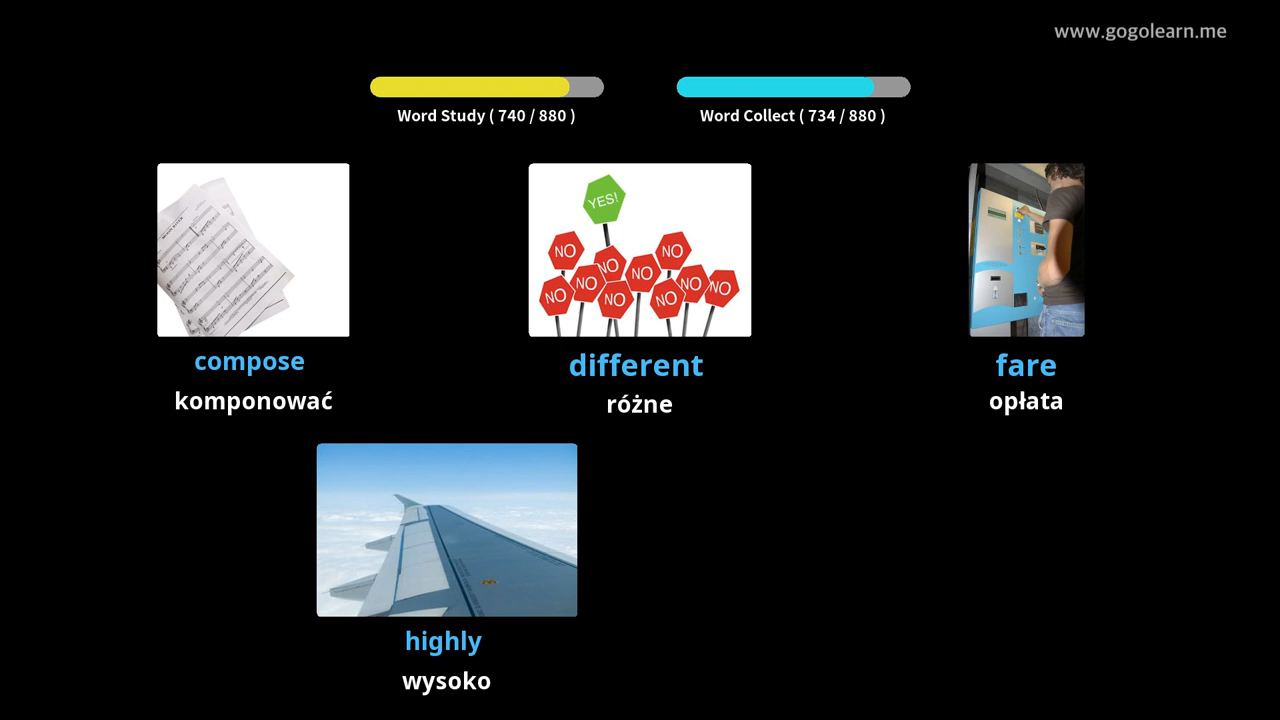 www.gogolearn.me
Word Study ( 740 / 880 )
Word Collect ( 734 / 880 )
YES!
NO
NO
NO
NO
NO
NO
NO
NO
NO
NO
compose
komponować
different
różne
fare
opłata
highly
wysoko